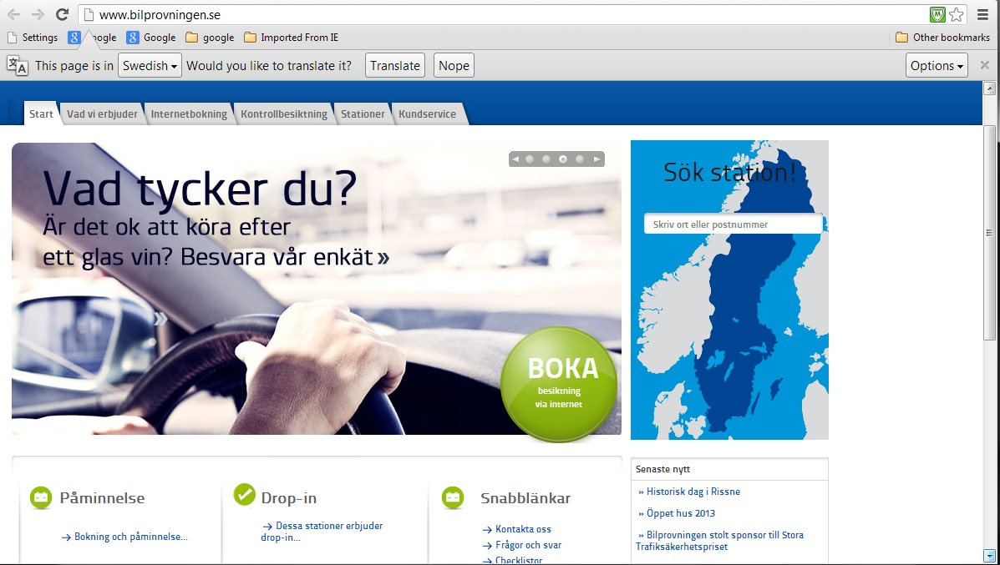 www.bilprovningen.se
Settings
Google
google
Imported From IE
Other bookmarks
This page is in Swedish Would you like to translate it? Translate Nope Options
Start Vad vi erbjuder Internetbokning Kontrollbesiktning Stationer Kundservice
Vad tycker du?
Är det ok att köra efter
ett glas vin? Besvara vår enkät »
BOKA
besiktning
via internet
Sök station!
Skriv ort eller postnummer
Påminnelse
→ Bokning och påminnelse...
Drop-in
→ Dessa stationer erbjuder
drop-in...
Snabblänkar
→ Kontakta oss
→ Frågor och svar
→ Checklistor
Senaste nytt
» Historisk dag i Rissne
» Öppet hus 2013
» Bilprovningen stolt sponsor till Stora
Trafiksäkerhetspriset